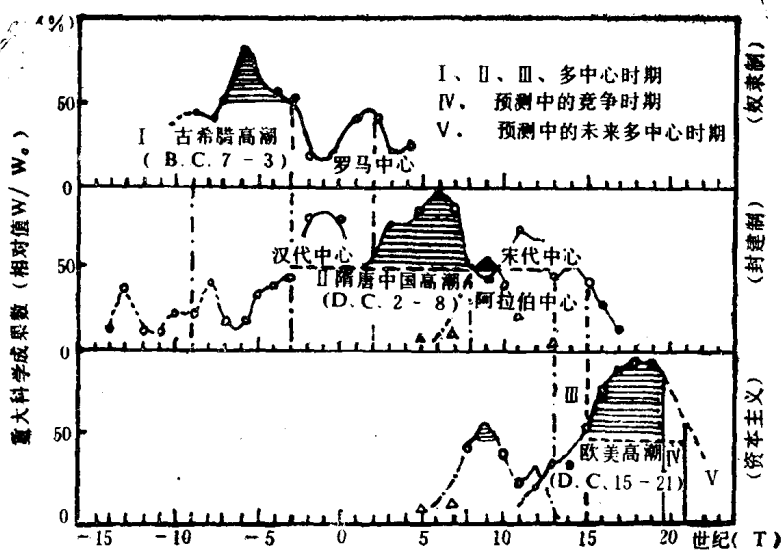 (%)
50
0
I、II、III、多中心时期
IV. 预测中的竞争时期
V. 预测中的未来多中心时期
I 古希腊高潮
(B.C.7-3)
罗马中心
(奴隶制)
汉代中心
宋代中心
50
II隋唐中国高潮
(D.C.2-8)
阿拉伯中心
0
(封建制)
III
50
欧美高潮
IV
(D.C.15-21)
V
0
(资本主义)
重大科学成果数(相对值W/W₀)
-15 -10 -5 0 5 10 15 20 世纪(T)